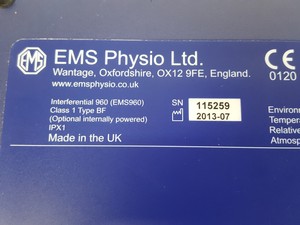 EMS
EMS Physio Ltd.
Wantage, Oxfordshire, OX12 9FE, England.
www.emsphysio.co.uk
CE
0120
Interferential 960 (EMS960)
Class 1 Type BF
(Optional internally powered)
IPX1
Made in the UK
SN 115259
2013-07
Environ
Tempera
Relative
Atmosp